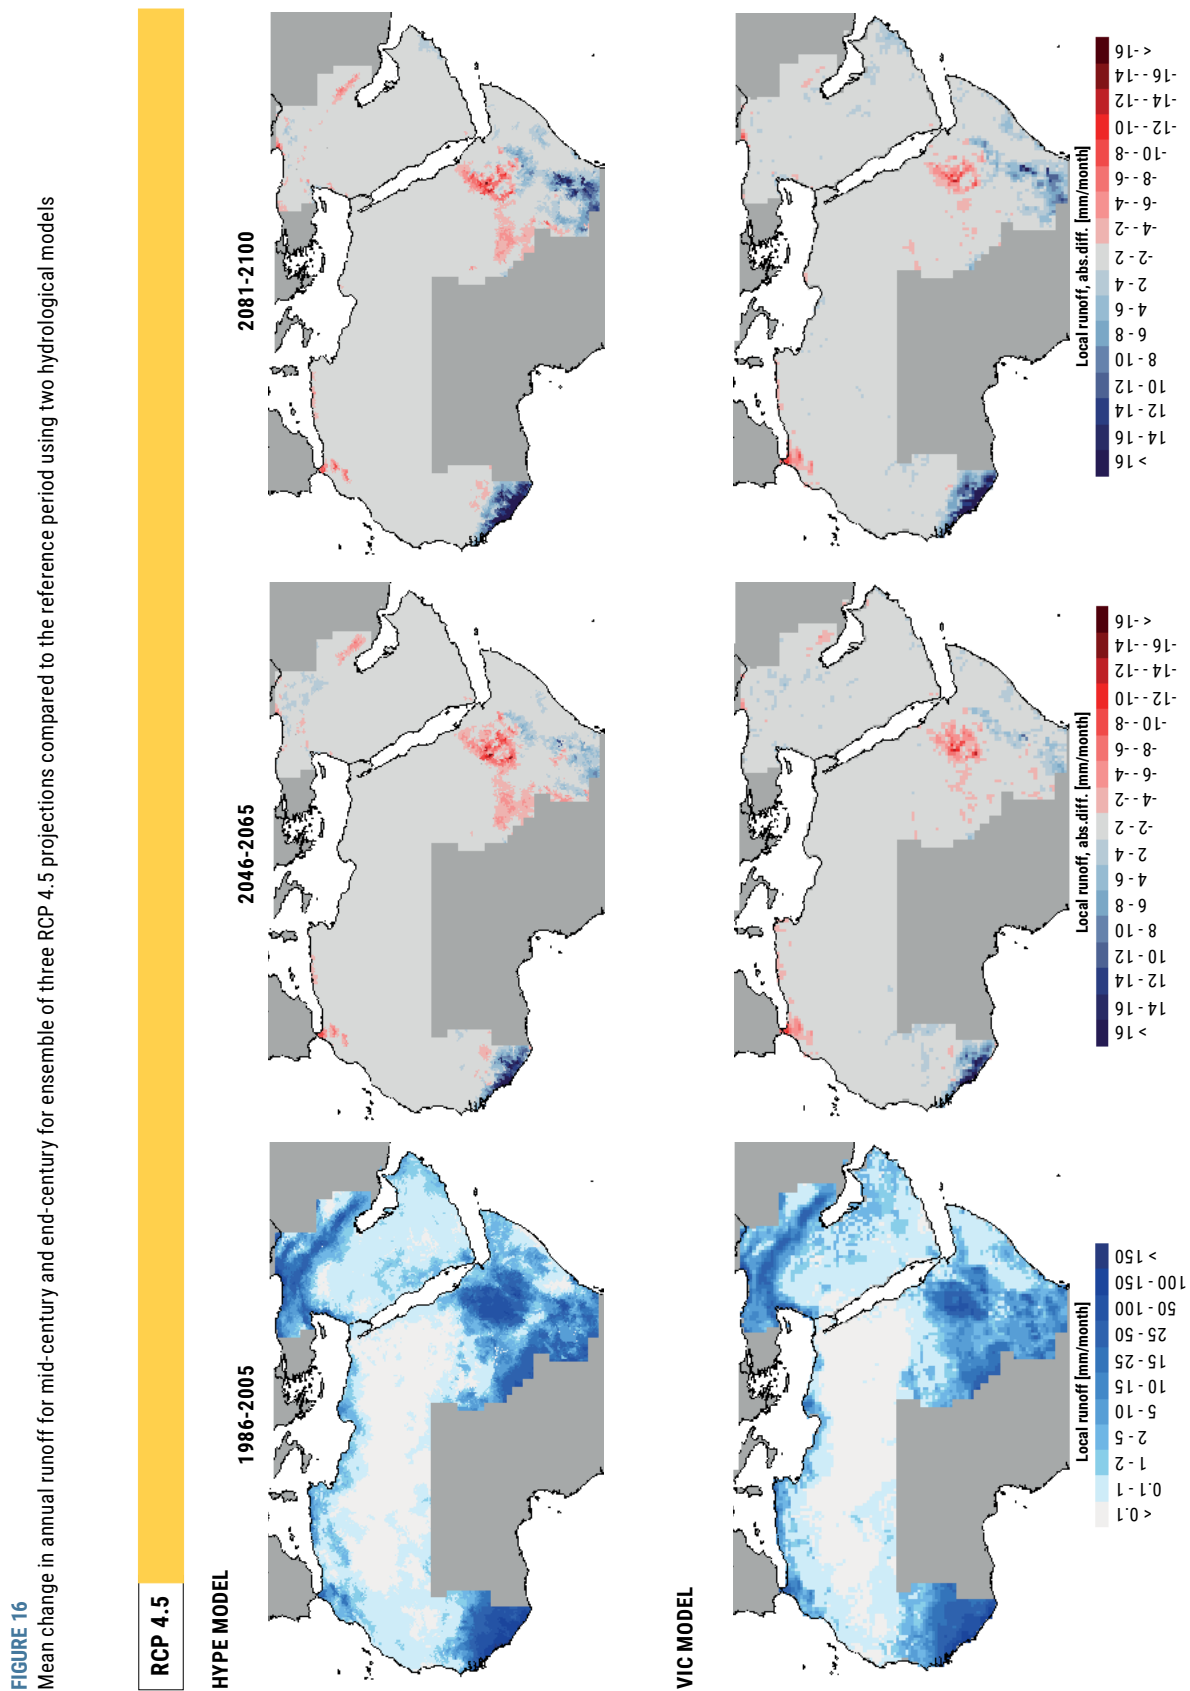 FIGURE 16
Mean change in annual runoff for mid-century and end-century for ensemble of three RCP 4.5 projections compared to the reference period using two hydrological models
RCP 4.5
HYPE MODEL
1986-2005
2046-2065
2081-2100
VIC MODEL
Local runoff [mm/month]
< 0.1
0.1 - 1
1 - 2
2 - 5
5 - 10
10 - 15
15 - 25
25 - 50
50 - 100
100 - 150
> 150
Local runoff, abs.diff. [mm/month]
>16
14 - 16
12 - 14
10 - 12
8 - 10
6 - 8
4 - 6
2 - 4
-2 - 2
-4--2
-6--4
-8--6
-10--8
-12--10
-14--12
-16--14
<-16
Local runoff, abs.diff. [mm/month]
>16
14 - 16
12 - 14
10 - 12
8 - 10
6 - 8
4 - 6
2 - 4
-2 - 2
-4--2
-6--4
-8--6
-10--8
-12--10
-14--12
-16--14
<-16